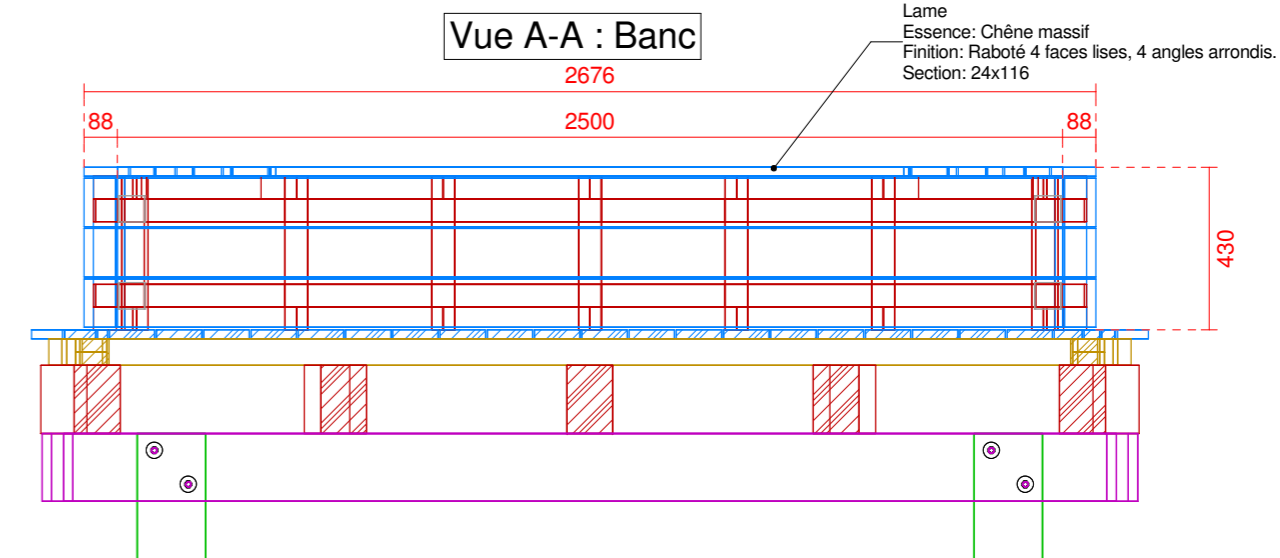 Lame
Vue A-A : Banc
Essence: Chêne massif
Finition: Raboté 4 faces lises, 4 angles arrondis.
Section: 24x116
2676
88
2500
88
430